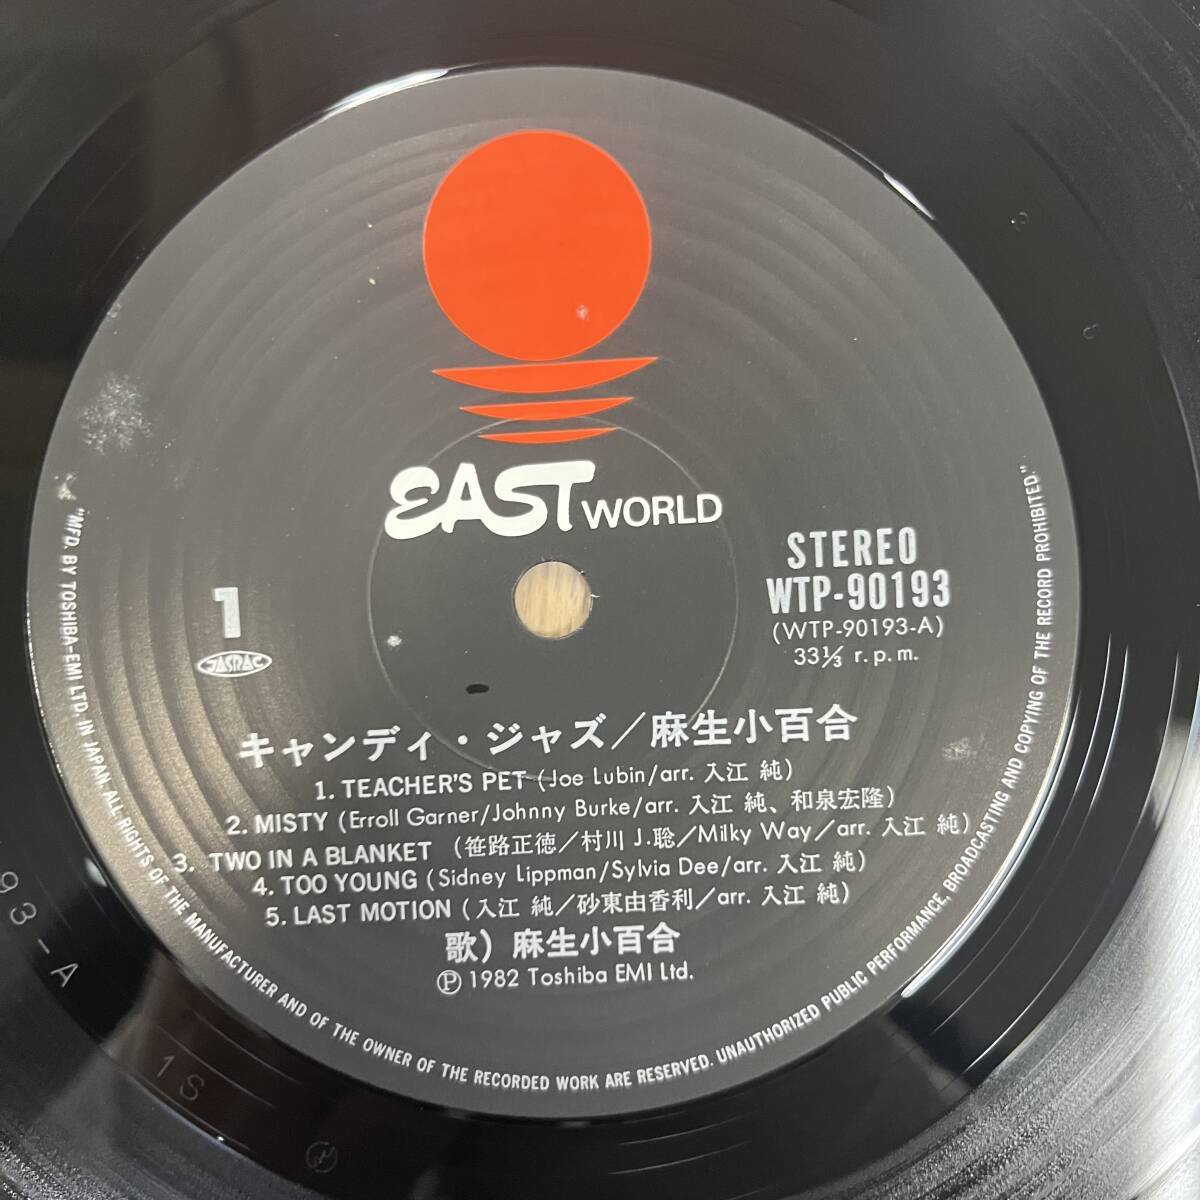 EAST WORLD
STEREO
WTP-90193
(WTP-90193-A)
33⅓ r.p.m.
1
JASRAC
キャンディ・ジャズ／麻生小百合
1. TEACHER'S PET (Joe Lubin/arr. 入江 純)
2. MISTY (Erroll Garner/Johnny Burke/arr. 入江 純、和泉宏隆)
3. TWO IN A BLANKET (笹路正徳／村川 J.聡／Milky Way／arr. 入江 純)
4. TOO YOUNG (Sidney Lippman/Sylvia Dee/arr. 入江 純)
5. LAST MOTION (入江 純／砂東由香利／arr. 入江 純)
歌) 麻生小百合
Ⓟ 1982 Toshiba EMI Ltd.
"MFD. BY TOSHIBA-EMI LTD. IN JAPAN. ALL RIGHTS OF THE MANUFACTURER AND OF THE OWNER OF THE RECORDED WORK ARE RESERVED. UNAUTHORIZED PUBLIC PERFORMANCE, BROADCASTING AND COPYING OF THE RECORD PROHIBITED."
93-A
1S